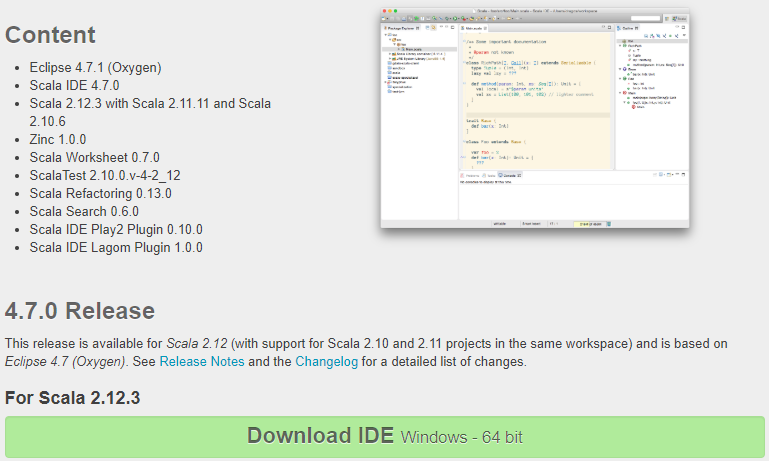 Content
Eclipse 4.7.1 (Oxygen)
Scala IDE 4.7.0
Scala 2.12.3 with Scala 2.11.11 and Scala
2.10.6
Zinc 1.0.0
Scala Worksheet 0.7.0
ScalaTest 2.10.0.v-4-2_12
Scala Refactoring 0.13.0
Scala Search 0.6.0
Scala IDE Play2 Plugin 0.10.0
Scala IDE Lagom Plugin 1.0.0
4.7.0 Release
This release is available for Scala 2.12 (with support for Scala 2.10 and 2.11 projects in the same workspace) and is based on
Eclipse 4.7 (Oxygen). See Release Notes and the Changelog for a detailed list of changes.
For Scala 2.12.3
Download IDE Windows - 64 bit